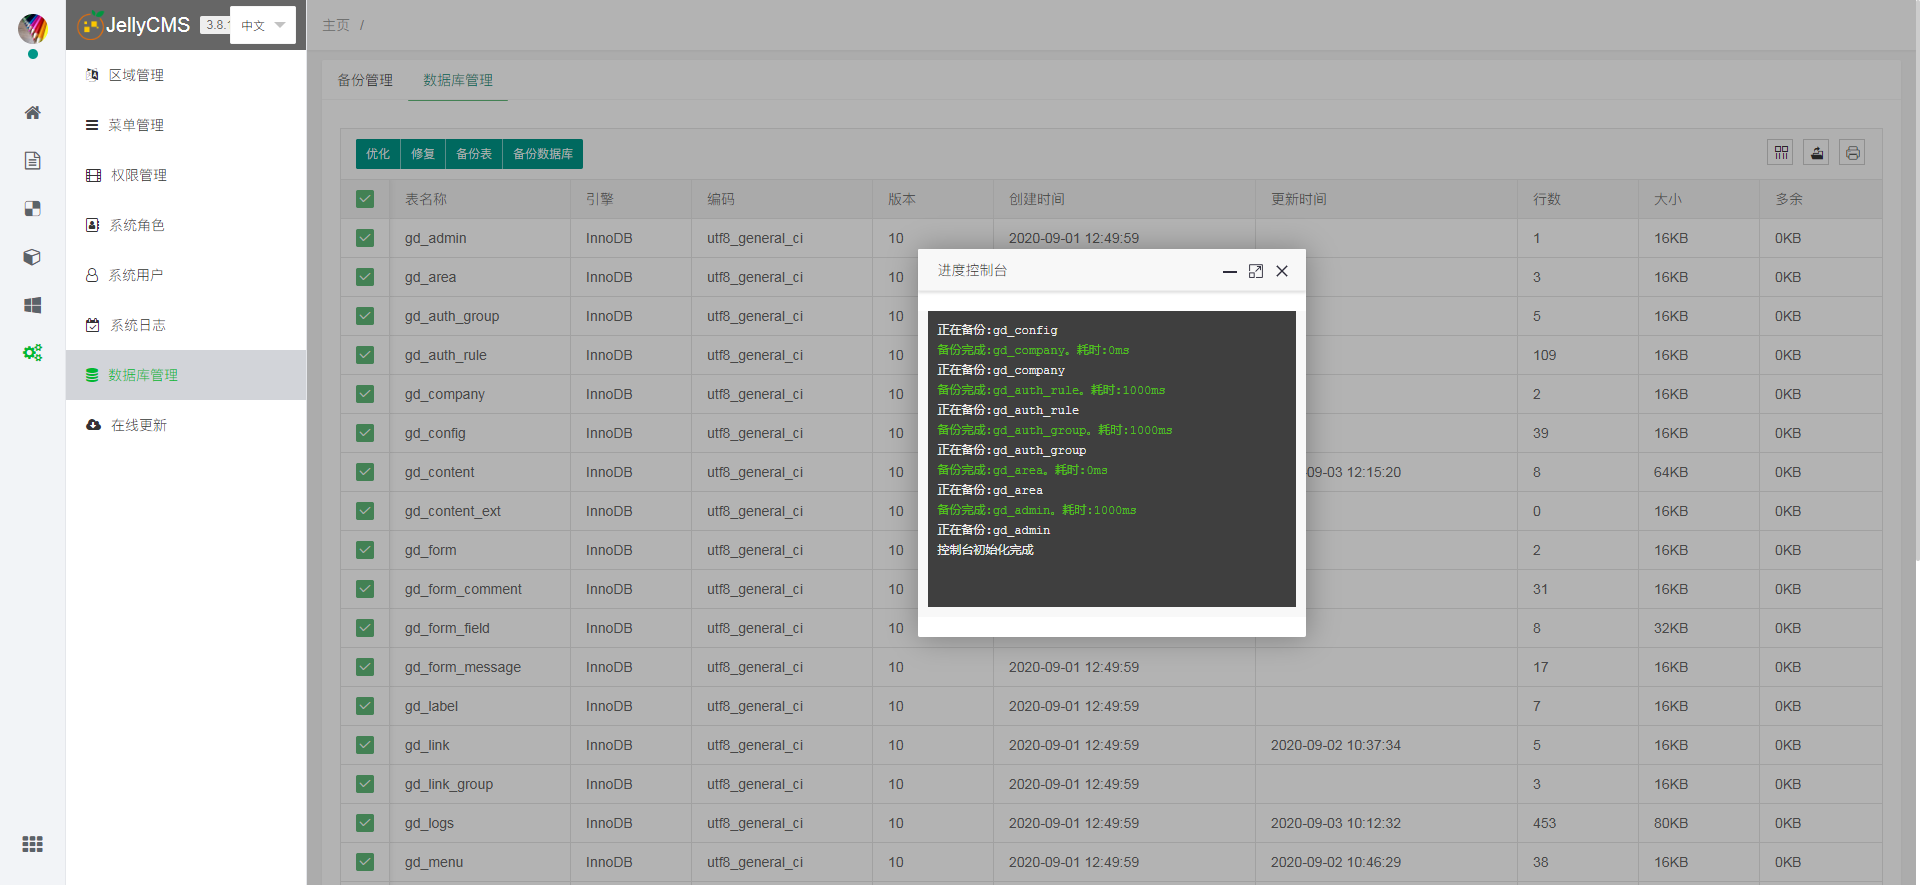 JellyCMS 3.8. 中文
主页 /
区域管理
菜单管理
权限管理
系统角色
系统用户
系统日志
数据库管理
在线更新
备份管理 数据库管理
优化 修复 备份表 备份数据库
表名称 引擎 编码 版本 创建时间 更新时间 行数 大小 多余
gd_admin InnoDB utf8_general_ci 10 2020-09-01 12:49:59 1 16KB 0KB
gd_area InnoDB utf8_general_ci 10 3 16KB 0KB
gd_auth_group InnoDB utf8_general_ci 10 5 16KB 0KB
gd_auth_rule InnoDB utf8_general_ci 10 109 16KB 0KB
gd_company InnoDB utf8_general_ci 10 2 16KB 0KB
gd_config InnoDB utf8_general_ci 10 39 16KB 0KB
gd_content InnoDB utf8_general_ci 10 -09-03 12:15:20 8 64KB 0KB
gd_content_ext InnoDB utf8_general_ci 10 0 16KB 0KB
gd_form InnoDB utf8_general_ci 10 2 16KB 0KB
gd_form_comment InnoDB utf8_general_ci 10 31 16KB 0KB
gd_form_field InnoDB utf8_general_ci 10 8 32KB 0KB
gd_form_message InnoDB utf8_general_ci 10 2020-09-01 12:49:59 17 16KB 0KB
gd_label InnoDB utf8_general_ci 10 2020-09-01 12:49:59 7 16KB 0KB
gd_link InnoDB utf8_general_ci 10 2020-09-01 12:49:59 2020-09-02 10:37:34 5 16KB 0KB
gd_link_group InnoDB utf8_general_ci 10 2020-09-01 12:49:59 3 16KB 0KB
gd_logs InnoDB utf8_general_ci 10 2020-09-01 12:49:59 2020-09-03 10:12:32 453 80KB 0KB
gd_menu InnoDB utf8_general_ci 10 2020-09-01 12:49:59 2020-09-02 10:46:29 38 16KB 0KB
进度控制台
正在备份:gd_config
备份完成:gd_company。耗时:0ms
正在备份:gd_company
备份完成:gd_auth_rule。耗时:1000ms
正在备份:gd_auth_rule
备份完成:gd_auth_group。耗时:1000ms
正在备份:gd_auth_group
备份完成:gd_area。耗时:0ms
正在备份:gd_area
备份完成:gd_admin。耗时:1000ms
正在备份:gd_admin
控制台初始化完成